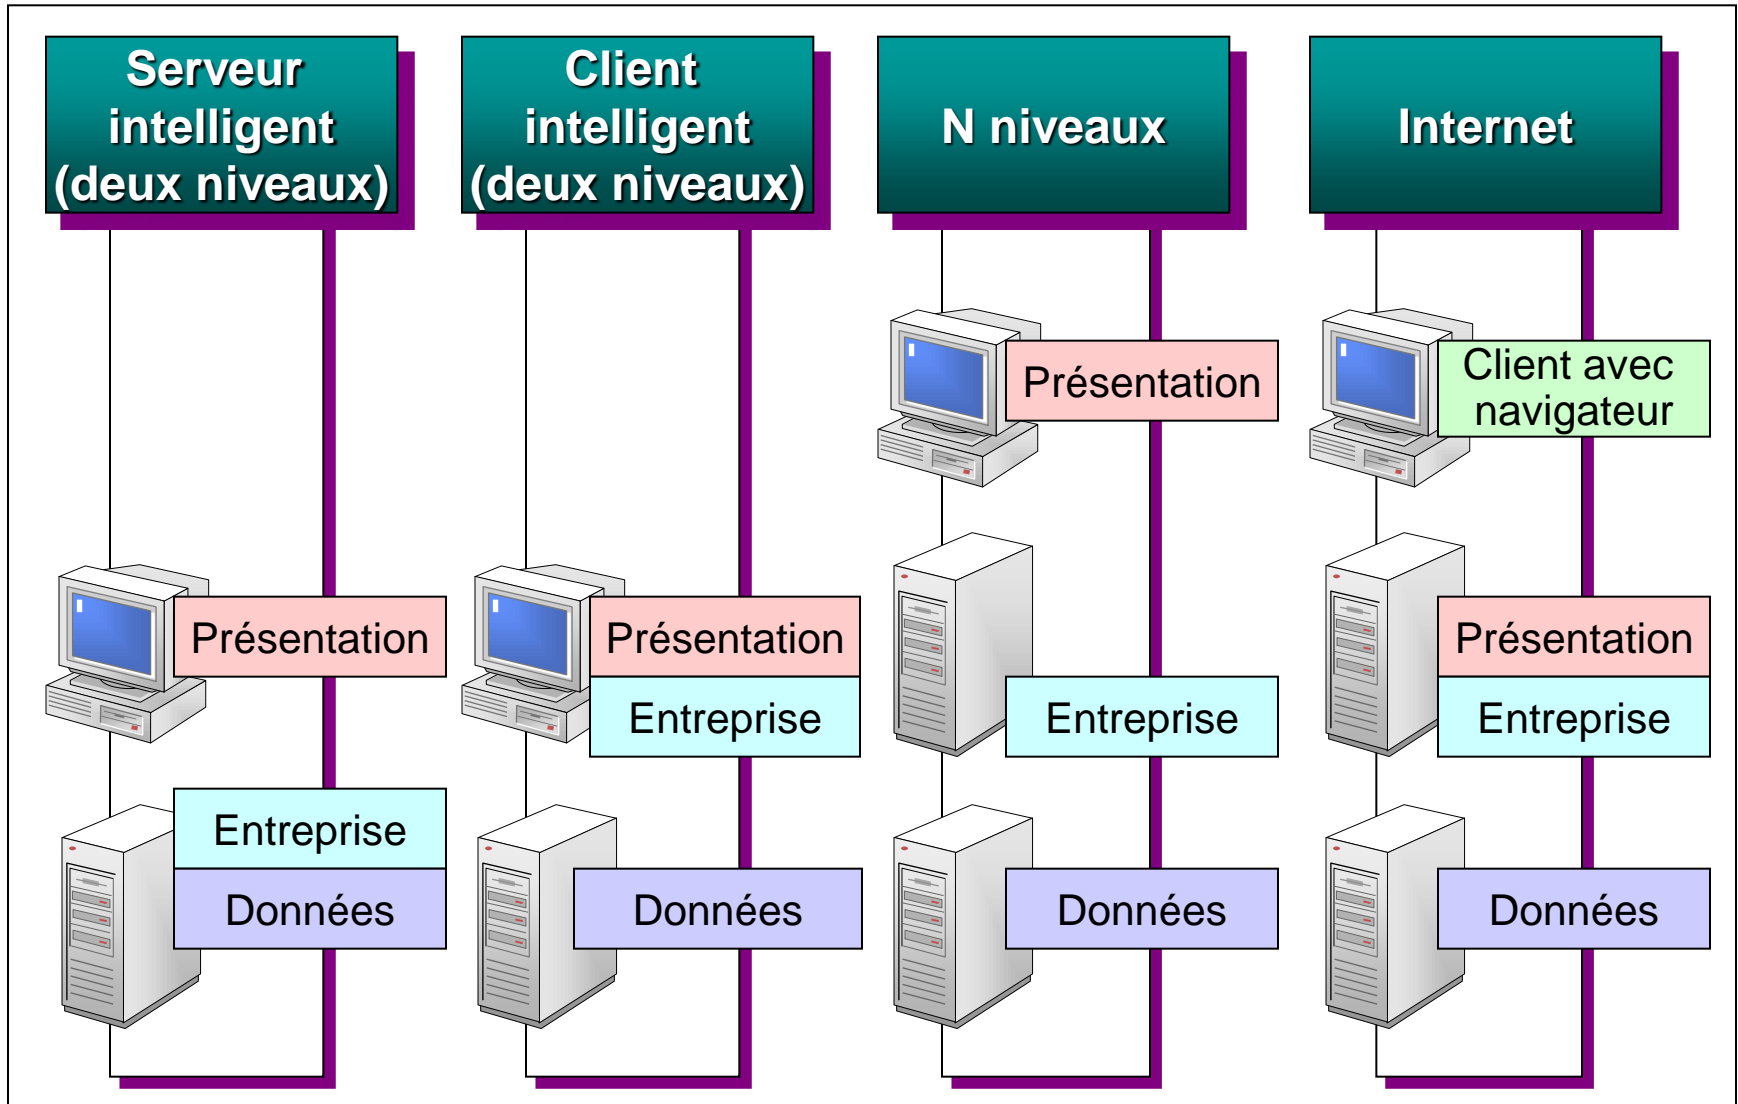 Serveur
intelligent
(deux niveaux)
Client
intelligent
(deux niveaux)
N niveaux
Internet
Présentation
Entreprise
Données
Présentation
Entreprise
Données
Présentation
Entreprise
Données
Client avec
navigateur
Présentation
Entreprise
Données